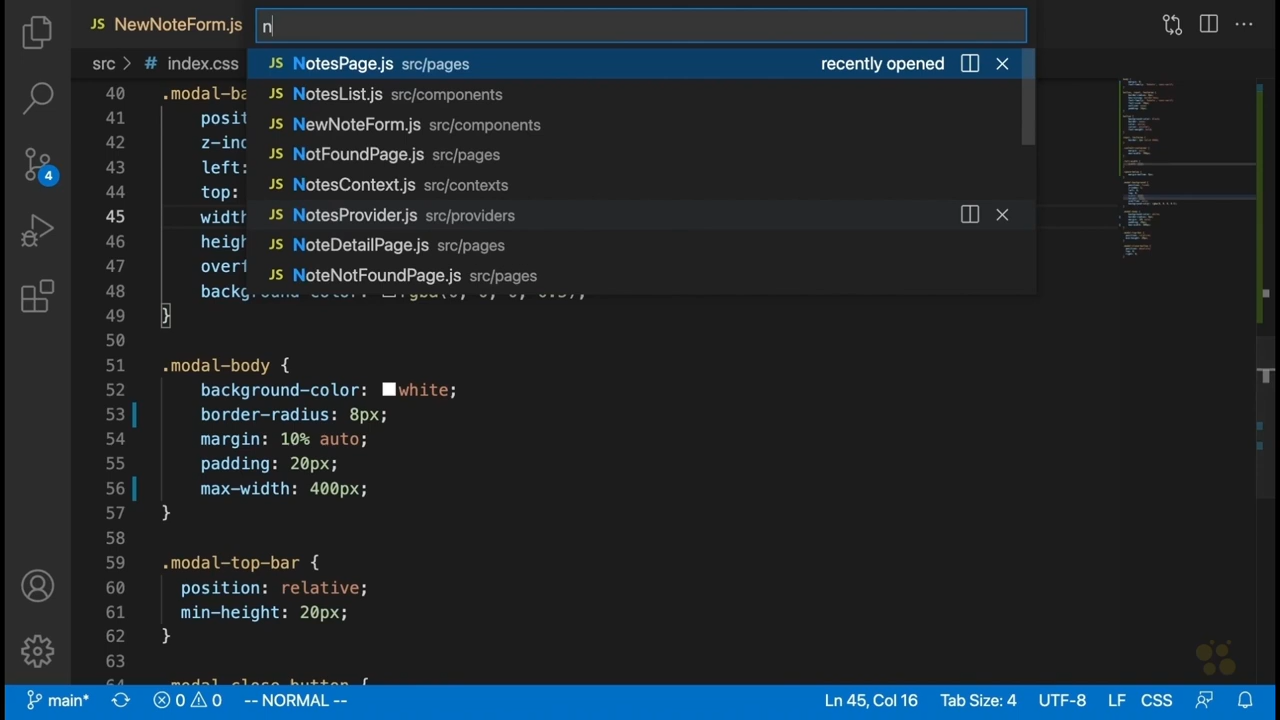 JS NewNoteForm.js
n
src > # index.css
JS NotesPage.js src/pages recently opened
JS NotesList.js src/components
JS NewNoteForm.js src/components
JS NotFoundPage.js src/pages
JS NotesContext.js src/contexts
JS NotesProvider.js src/providers
JS NoteDetailPage.js src/pages
JS NoteNotFoundPage.js src/pages
4
40 .modal-ba
41 posit
42 z-ind
43 left:
44 top:
45 width
46 heigh
47 overf
48 background-color: rgba(0, 0, 0, 0.5);
49 }
50
51 .modal-body {
52 background-color: white;
53 border-radius: 8px;
54 margin: 10% auto;
55 padding: 20px;
56 max-width: 400px;
57 }
58
59 .modal-top-bar {
60 position: relative;
61 min-height: 20px;
62 }
63
64 .modal-close-button {
main* 0 0 -- NORMAL -- Ln 45, Col 16 Tab Size: 4 UTF-8 LF CSS